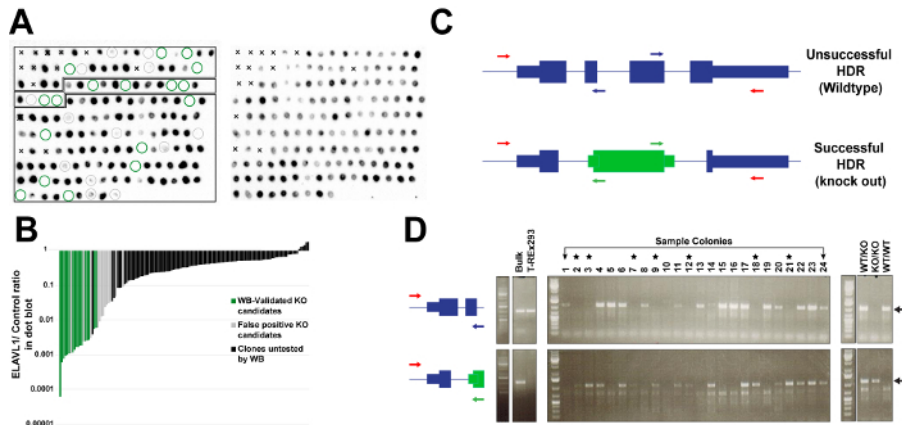 A
B
ELAVL1/ Control ratio
in dot blot
1
0.1
0.01
0.001
0.0001
0.00001
WB-Validated KO
candidates
False positive KO
candidates
Clones untested
by WB
C
Unsuccessful
HDR
(Wildtype)
Successful
HDR
(knock out)
D
Bulk
T-REx293
Sample Colonies
1 2 3 4 5 6 7 8 9 10 11 12 13 14 15 16 17 18 19 20 21 22 23 24
WT/KO
KO/KO
WT/WT